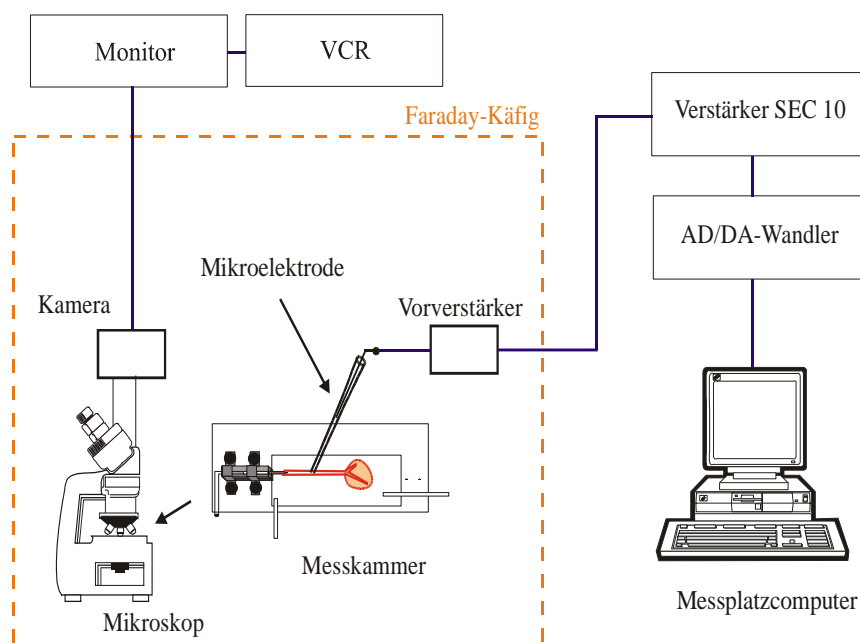 Monitor
VCR
Verstärker SEC 10
Faraday-Käfig
AD/DA-Wandler
Mikroelektrode
Kamera
Vorverstärker
Messkammer
Mikroskop
Messplatzcomputer